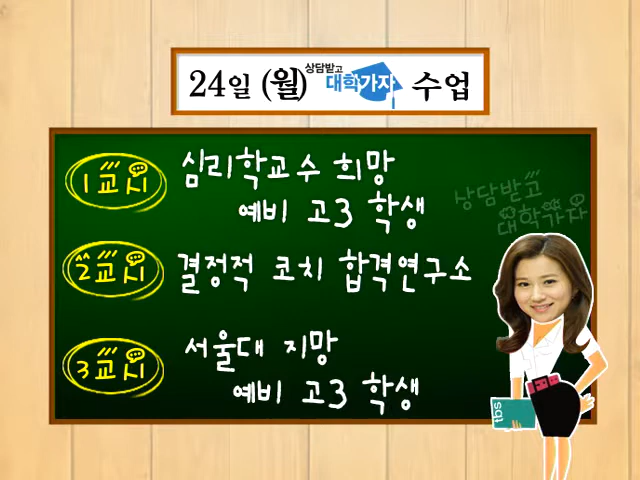 24일 (월) 상담받고 대학가자 수업
1교시 심리학교수 희망
예비 고3 학생
상담받고
대학가자
2교시 결정적 코치 합격연구소
3교시 서울대 지망
예비 고3 학생
tbs